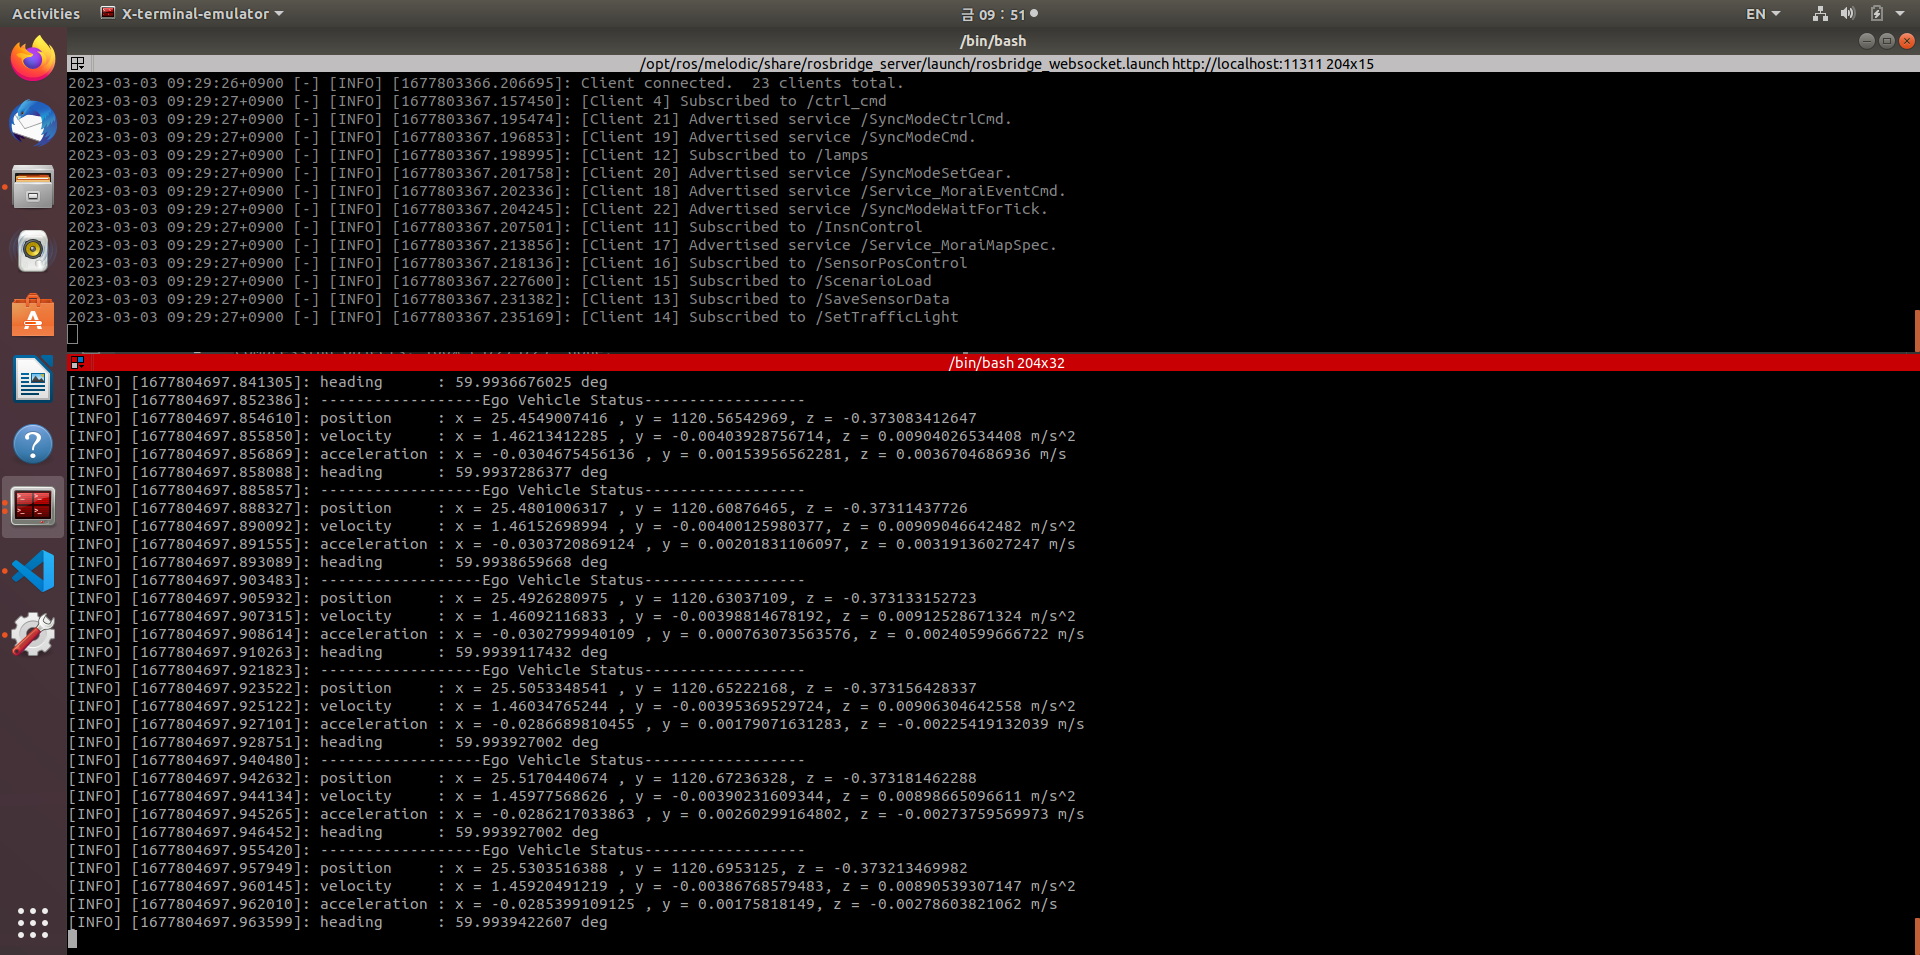 Activities X-terminal-emulator 금 09 : 51 EN
/bin/bash
/opt/ros/melodic/share/rosbridge_server/launch/rosbridge_websocket.launch http://localhost:11311 204x15
2023-03-03 09:29:26+0900 [-] [INFO] [1677803366.206695]: Client connected.  23 clients total.
2023-03-03 09:29:27+0900 [-] [INFO] [1677803367.157450]: [Client 4] Subscribed to /ctrl_cmd
2023-03-03 09:29:27+0900 [-] [INFO] [1677803367.195474]: [Client 21] Advertised service /SyncModeCtrlCmd.
2023-03-03 09:29:27+0900 [-] [INFO] [1677803367.196853]: [Client 19] Advertised service /SyncModeCmd.
2023-03-03 09:29:27+0900 [-] [INFO] [1677803367.198995]: [Client 12] Subscribed to /lamps
2023-03-03 09:29:27+0900 [-] [INFO] [1677803367.201758]: [Client 20] Advertised service /SyncModeSetGear.
2023-03-03 09:29:27+0900 [-] [INFO] [1677803367.202336]: [Client 18] Advertised service /Service_MoraiEventCmd.
2023-03-03 09:29:27+0900 [-] [INFO] [1677803367.204245]: [Client 22] Advertised service /SyncModeWaitForTick.
2023-03-03 09:29:27+0900 [-] [INFO] [1677803367.207501]: [Client 11] Subscribed to /InsnControl
2023-03-03 09:29:27+0900 [-] [INFO] [1677803367.213856]: [Client 17] Advertised service /Service_MoraiMapSpec.
2023-03-03 09:29:27+0900 [-] [INFO] [1677803367.218136]: [Client 16] Subscribed to /SensorPosControl
2023-03-03 09:29:27+0900 [-] [INFO] [1677803367.227600]: [Client 15] Subscribed to /ScenarioLoad
2023-03-03 09:29:27+0900 [-] [INFO] [1677803367.231382]: [Client 13] Subscribed to /SaveSensorData
2023-03-03 09:29:27+0900 [-] [INFO] [1677803367.235169]: [Client 14] Subscribed to /SetTrafficLight
/bin/bash 204x32
[INFO] [1677804697.841305]: heading      : 59.9936676025 deg
[INFO] [1677804697.852386]: ------------------Ego Vehicle Status------------------
[INFO] [1677804697.854610]: position     : x = 25.4549007416 , y = 1120.56542969, z = -0.373083412647
[INFO] [1677804697.855850]: velocity     : x = 1.46213412285 , y = -0.00403928756714, z = 0.00904026534408 m/s^2
[INFO] [1677804697.856869]: acceleration : x = -0.0304675456136 , y = 0.00153956562281, z = 0.0036704686936 m/s
[INFO] [1677804697.858088]: heading      : 59.9937286377 deg
[INFO] [1677804697.885857]: ------------------Ego Vehicle Status------------------
[INFO] [1677804697.888327]: position     : x = 25.4801006317 , y = 1120.60876465, z = -0.37311437726
[INFO] [1677804697.890092]: velocity     : x = 1.46152698994 , y = -0.00400125980377, z = 0.00909046642482 m/s^2
[INFO] [1677804697.891555]: acceleration : x = -0.0303720869124 , y = 0.00201831106097, z = 0.00319136027247 m/s
[INFO] [1677804697.893089]: heading      : 59.9938659668 deg
[INFO] [1677804697.903483]: ------------------Ego Vehicle Status------------------
[INFO] [1677804697.905932]: position     : x = 25.4926280975 , y = 1120.63037109, z = -0.373133152723
[INFO] [1677804697.907315]: velocity     : x = 1.46092116833 , y = -0.00398814678192, z = 0.00912528671324 m/s^2
[INFO] [1677804697.908614]: acceleration : x = -0.0302799940109 , y = 0.000763073563576, z = 0.00240599666722 m/s
[INFO] [1677804697.910263]: heading      : 59.9939117432 deg
[INFO] [1677804697.921823]: ------------------Ego Vehicle Status------------------
[INFO] [1677804697.923522]: position     : x = 25.5053348541 , y = 1120.65222168, z = -0.373156428337
[INFO] [1677804697.925122]: velocity     : x = 1.46034765244 , y = -0.00395369529724, z = 0.00906304642558 m/s^2
[INFO] [1677804697.927101]: acceleration : x = -0.0286689810455 , y = 0.00179071631283, z = -0.00225419132039 m/s
[INFO] [1677804697.928751]: heading      : 59.993927002 deg
[INFO] [1677804697.940480]: ------------------Ego Vehicle Status------------------
[INFO] [1677804697.942632]: position     : x = 25.5170440674 , y = 1120.67236328, z = -0.373181462288
[INFO] [1677804697.944134]: velocity     : x = 1.45977568626 , y = -0.00390231609344, z = 0.00898665096611 m/s^2
[INFO] [1677804697.945265]: acceleration : x = -0.0286217033863 , y = 0.00260299164802, z = -0.00273759569973 m/s
[INFO] [1677804697.946452]: heading      : 59.993927002 deg
[INFO] [1677804697.955420]: ------------------Ego Vehicle Status------------------
[INFO] [1677804697.957949]: position     : x = 25.5303516388 , y = 1120.6953125, z = -0.373213469982
[INFO] [1677804697.960145]: velocity     : x = 1.45920491219 , y = -0.00386768579483, z = 0.00890539307147 m/s^2
[INFO] [1677804697.962010]: acceleration : x = -0.0285399109125 , y = 0.00175818149, z = -0.00278603821062 m/s
[INFO] [1677804697.963599]: heading      : 59.9939422607 deg